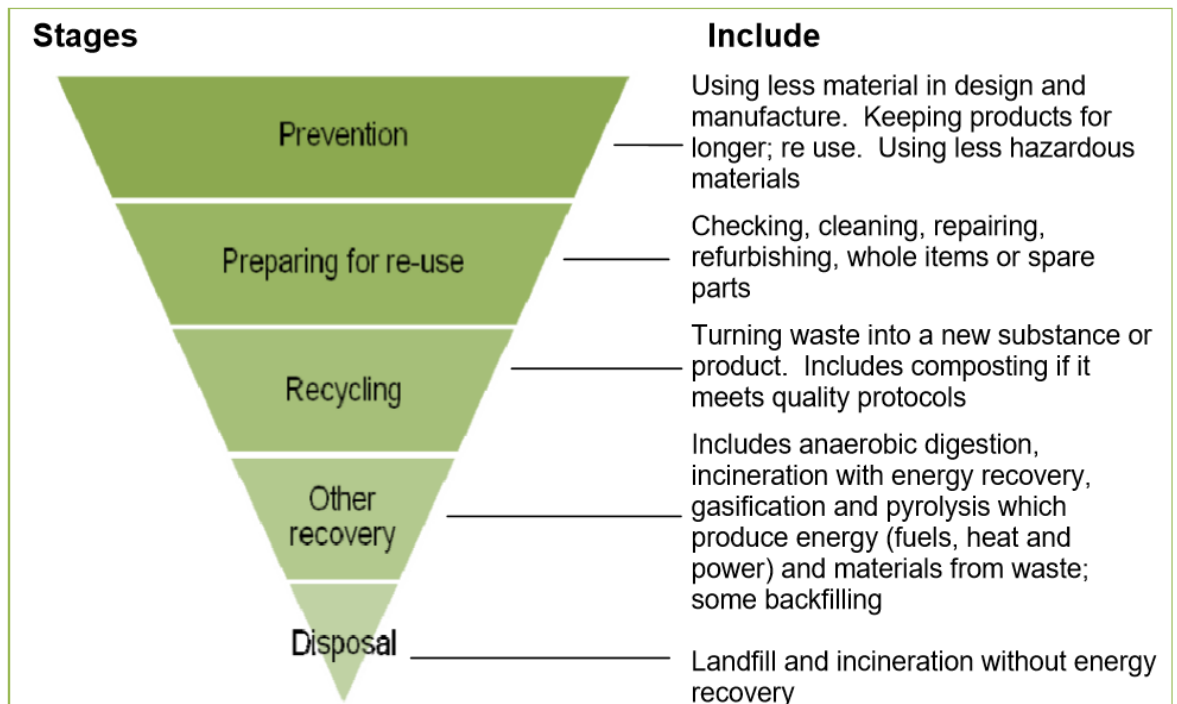 Stages
Include
Prevention
Using less material in design and
manufacture.  Keeping products for
longer; re use.  Using less hazardous
materials
Preparing for re-use
Checking, cleaning, repairing,
refurbishing, whole items or spare
parts
Recycling
Turning waste into a new substance or
product.  Includes composting if it
meets quality protocols
Other
recovery
Includes anaerobic digestion,
incineration with energy recovery,
gasification and pyrolysis which
produce energy (fuels, heat and
power) and materials from waste;
some backfilling
Disposal
Landfill and incineration without energy
recovery